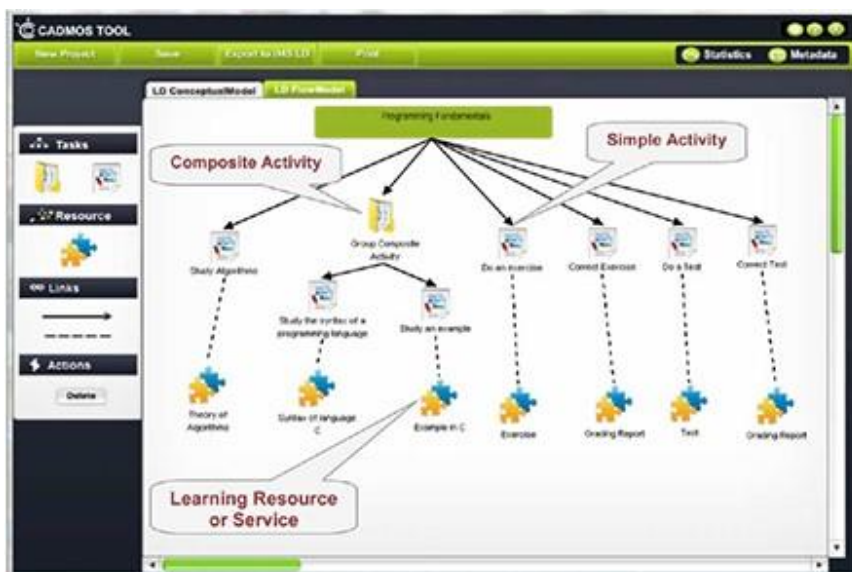 CADMOS TOOL
New Project Save Export to IMS LD Print
Statistics Metadata
LD ConceptualModel LD FlowModel
Programming Fundamentals
Tasks
Resource
Links
Actions
Delete
Composite Activity
Simple Activity
Study Algorithms
Group Composite
Activity
Do an exercise
Correct Exercise
Do a Test
Correct Test
Study the syntax of a
programming language
Study an example
Theory of
Algorithms
Syntax of language
C
Example in C
Exercise
Grading Report
Test
Grading Report
Learning Resource
or Service